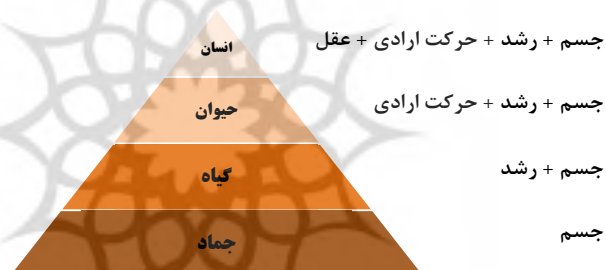 جسم + رشد + حرکت ارادی + عقل
انسان
جسم + رشد + حرکت ارادی
حیوان
جسم + رشد
گیاه
جسم
جماد